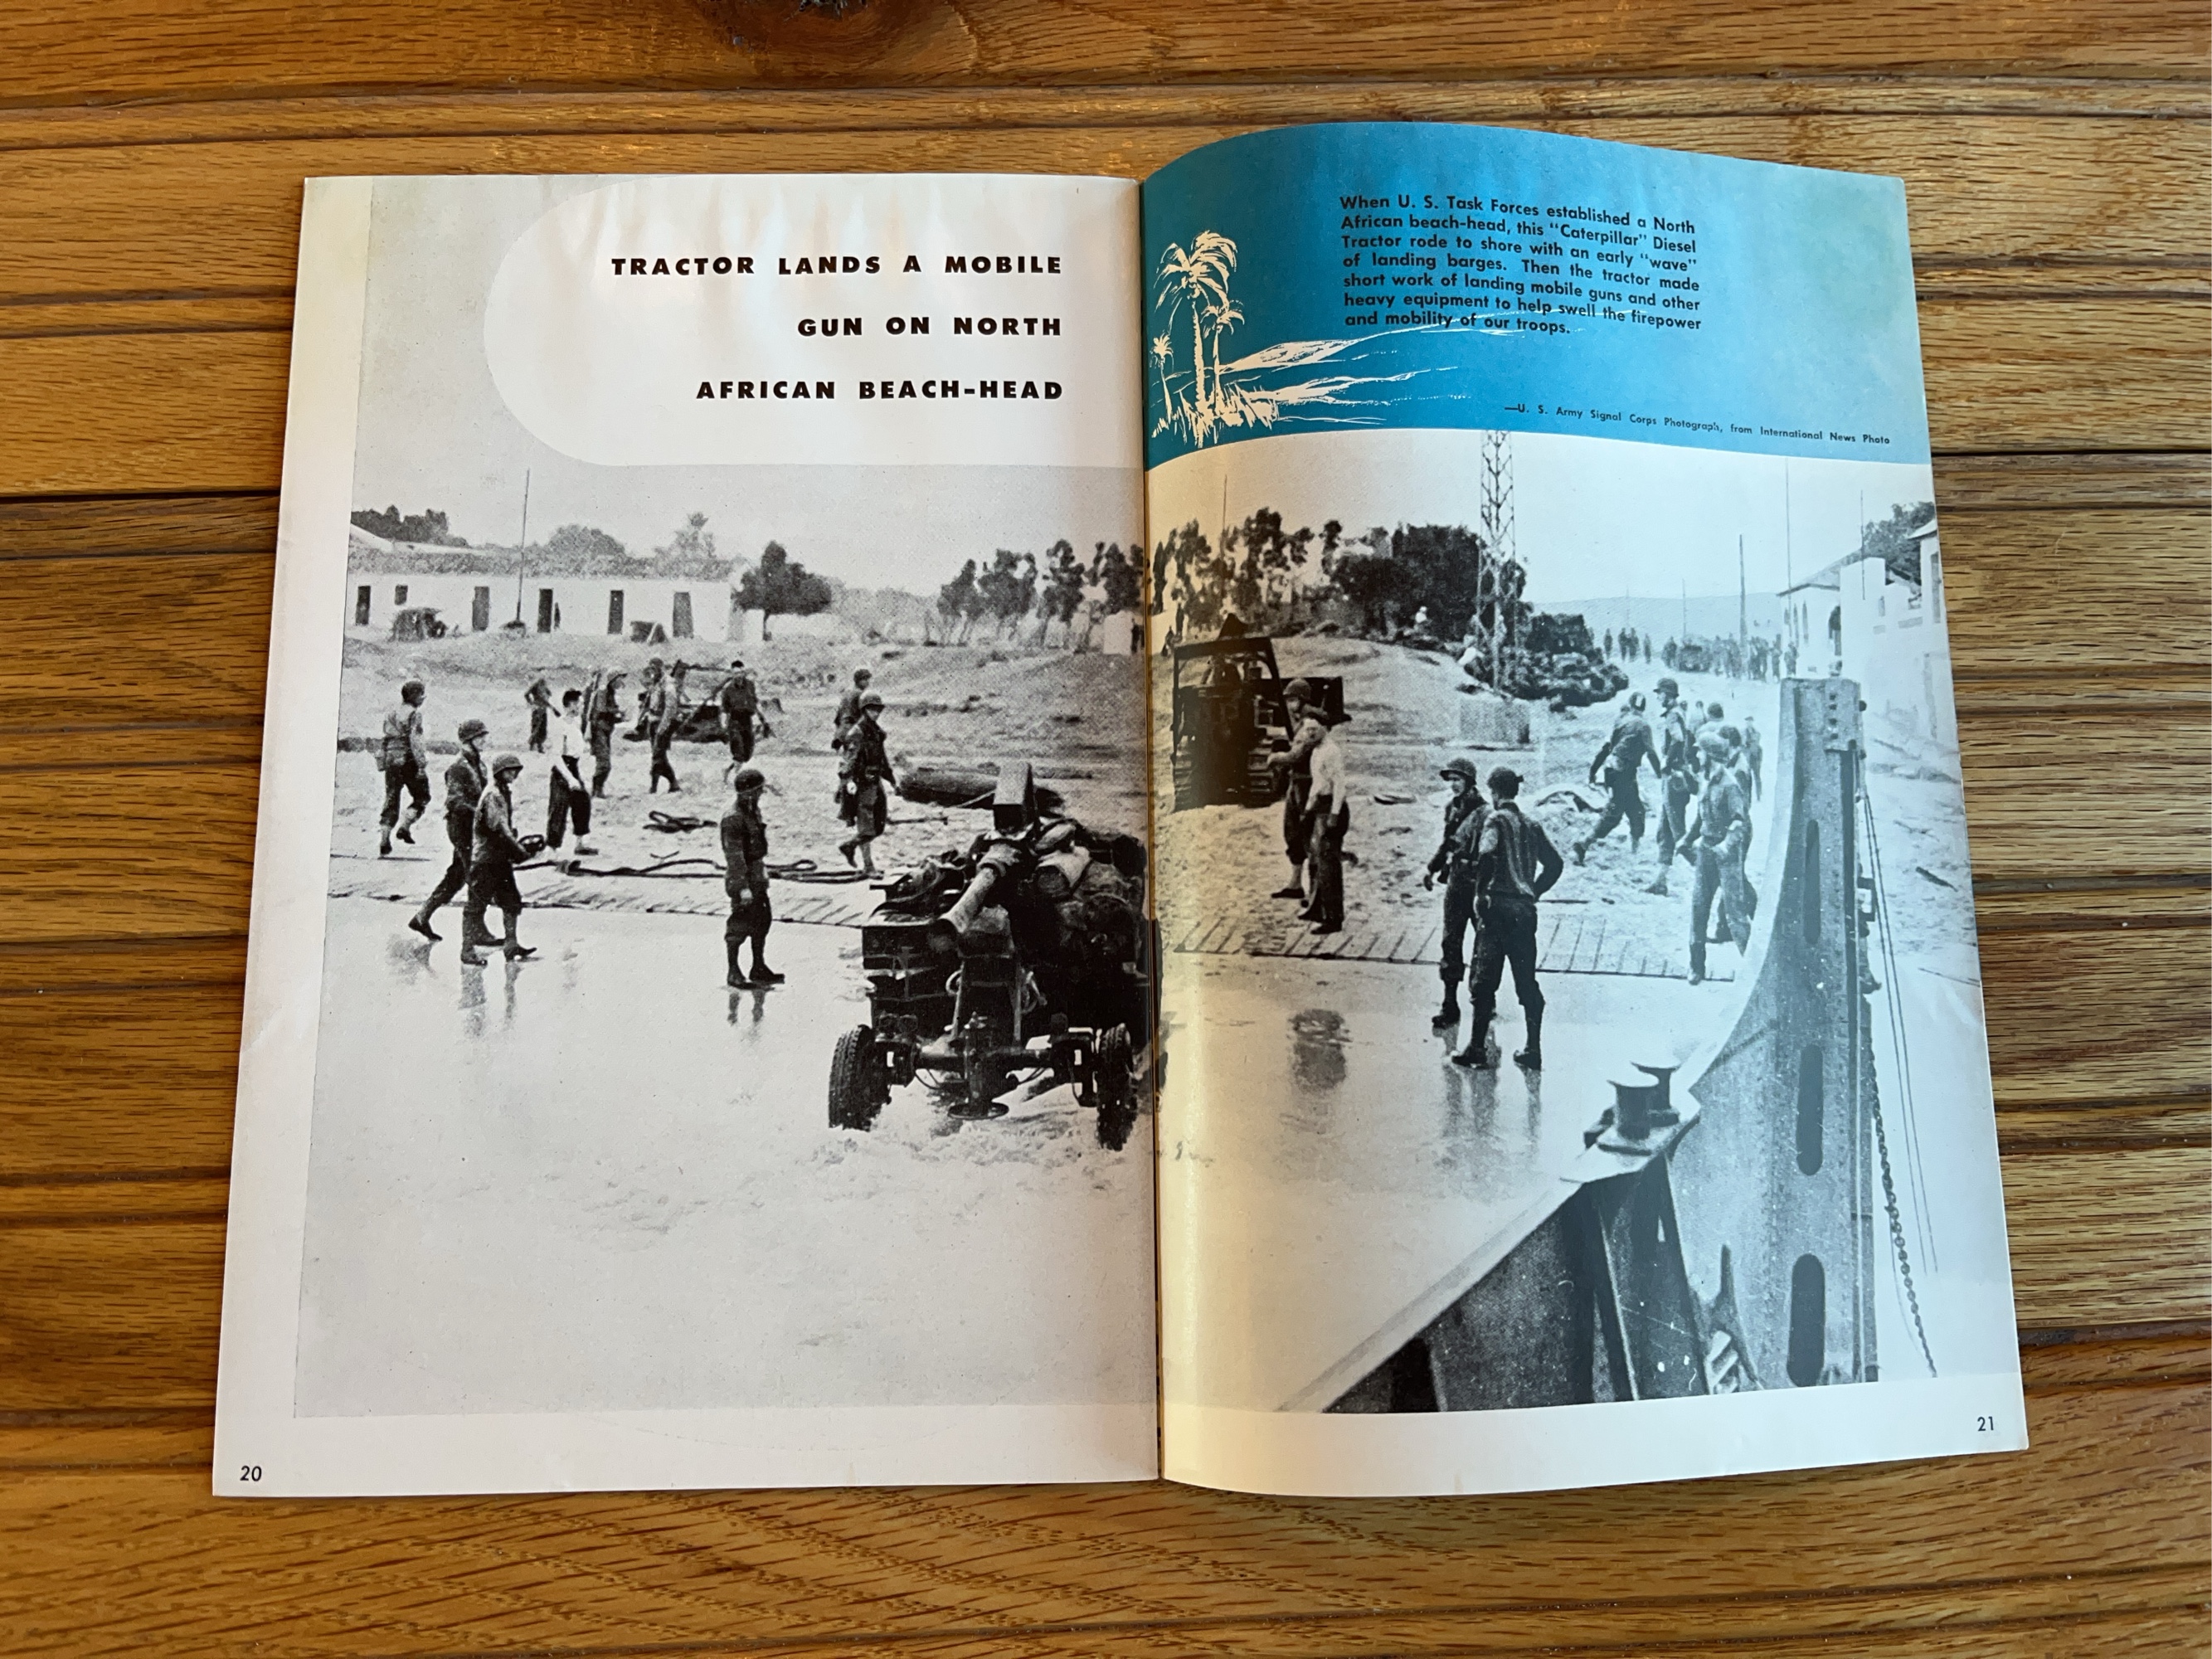 TRACTOR LANDS A MOBILE
GUN ON NORTH
AFRICAN BEACH-HEAD
20
When U. S. Task Forces established a North
African beach-head, this "Caterpillar" Diesel
Tractor rode to shore with an early "wave"
of landing barges. Then the tractor made
short work of landing mobile guns and other
heavy equipment to help swell the firepower
and mobility of our troops.
—U. S. Army Signal Corps Photograph, from International News Photo
21